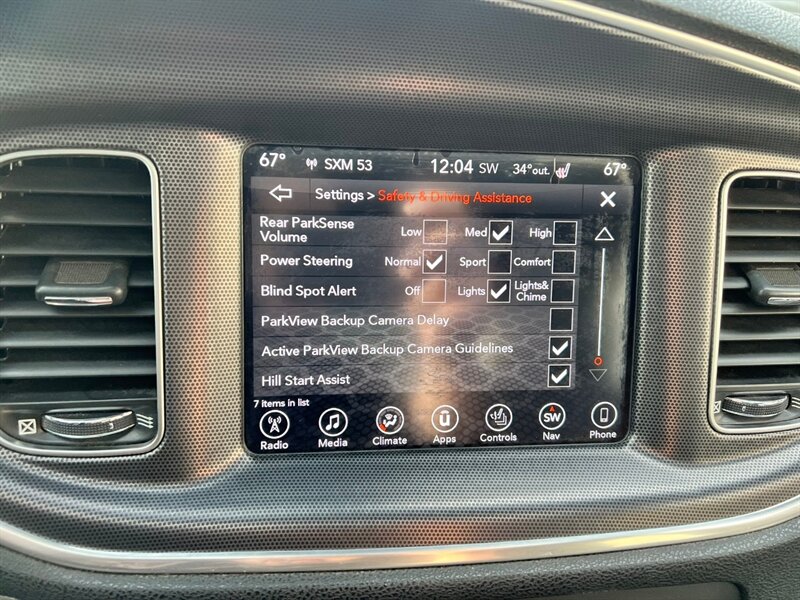 67° SXM 53 12:04 SW 34°out. 67°
Settings > Safety & Driving Assistance X
Rear ParkSense Volume Low Med High
Power Steering Normal Sport Comfort
Blind Spot Alert Off Lights Lights& Chime
ParkView Backup Camera Delay
Active ParkView Backup Camera Guidelines
Hill Start Assist
7 items in list
SW
Radio Media Climate Apps Controls Nav Phone